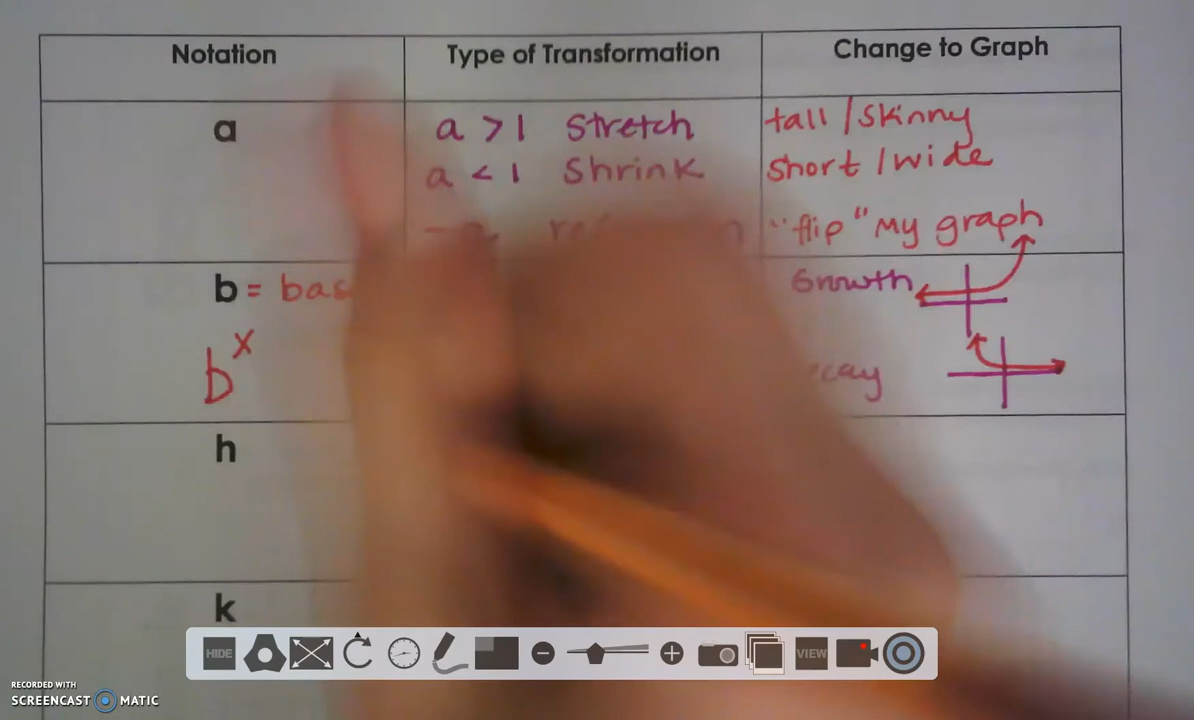 Notation Type of Transformation Change to Graph
a a > 1 Stretch tall / skinny
a < 1 Shrink short / wide
"flip" my graph
b = Growth
b^x
h
k
HIDE VIEW
RECORDED WITH
SCREENCAST MATIC